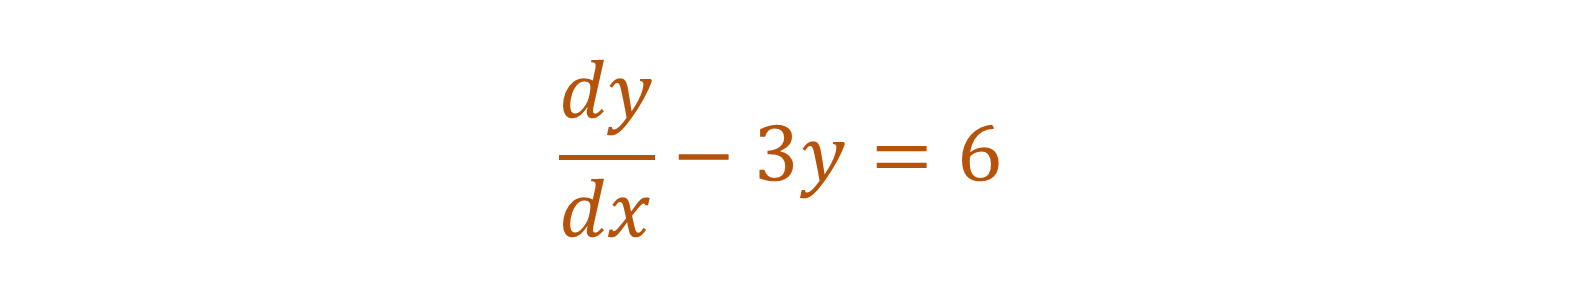 dy/dx − 3y = 6